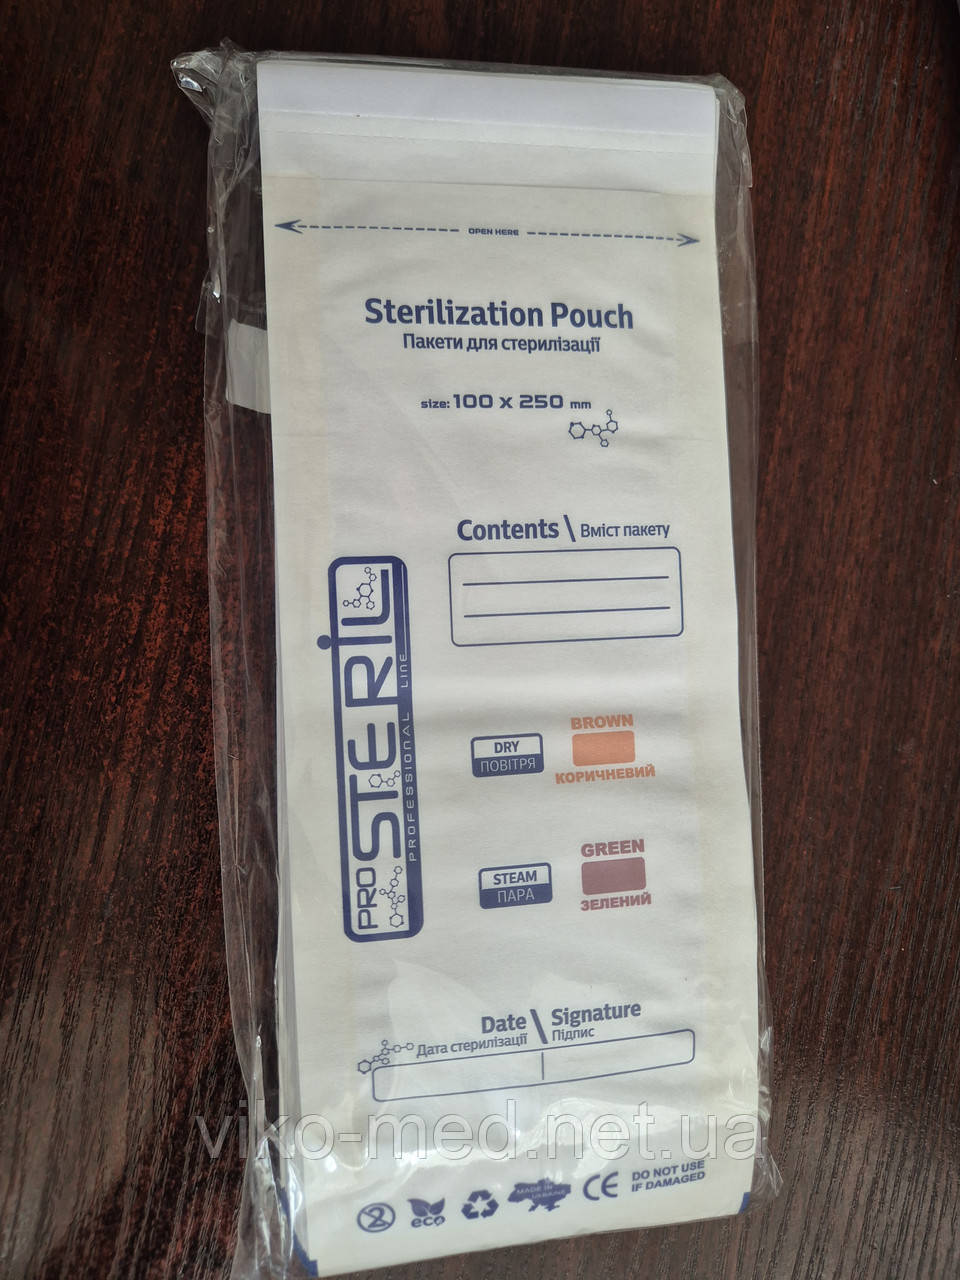 OPEN HERE
Sterilization Pouch
Пакети для стерилізації
size: 100 x 250 mm
Contents \ Вміст пакету
PROSTERIL
PROFESSIONAL LINE
BROWN
DRY
ПОВІТРЯ
КОРИЧНЕВИЙ
GREEN
STEAM
ПАРА
ЗЕЛЕНИЙ
Date \ Signature
Дата стерилізації Підпис
viko-med.net.ua
2
eco
MADE IN
UKRAINE
CE
DO NOT USE
IF DAMAGED